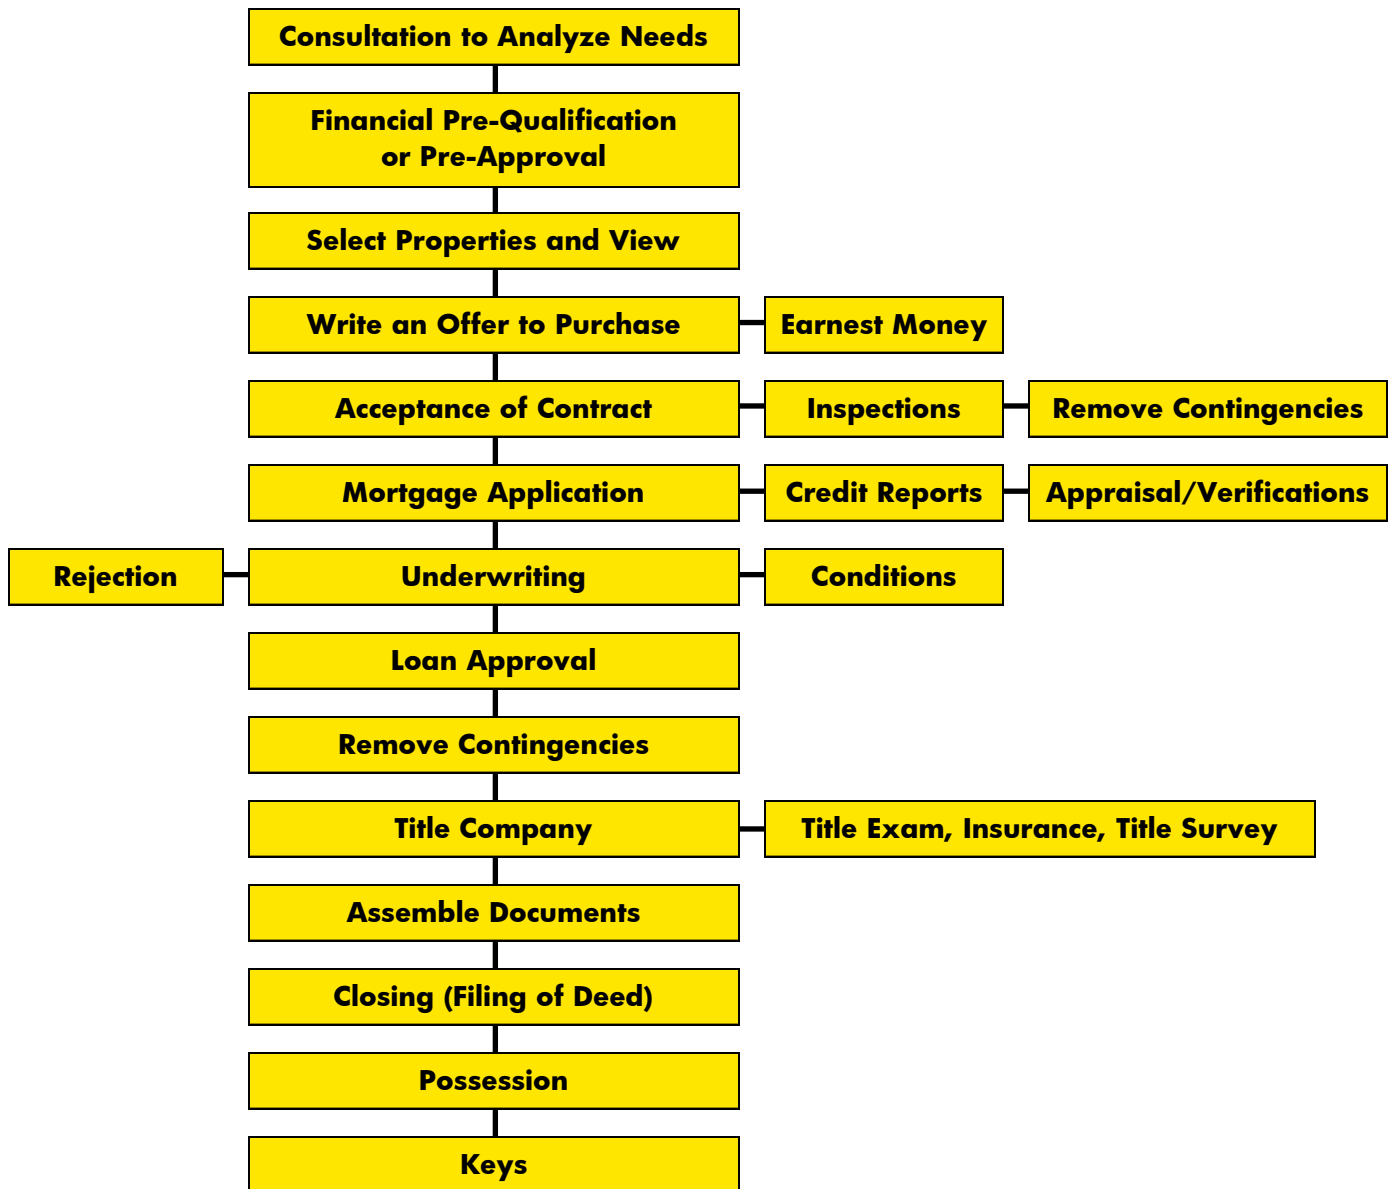 Consultation to Analyze Needs
Financial Pre-Qualification
or Pre-Approval
Select Properties and View
Write an Offer to Purchase
Earnest Money
Acceptance of Contract
Inspections
Remove Contingencies
Mortgage Application
Credit Reports
Appraisal/Verifications
Rejection
Underwriting
Conditions
Loan Approval
Remove Contingencies
Title Company
Title Exam, Insurance, Title Survey
Assemble Documents
Closing (Filing of Deed)
Possession
Keys